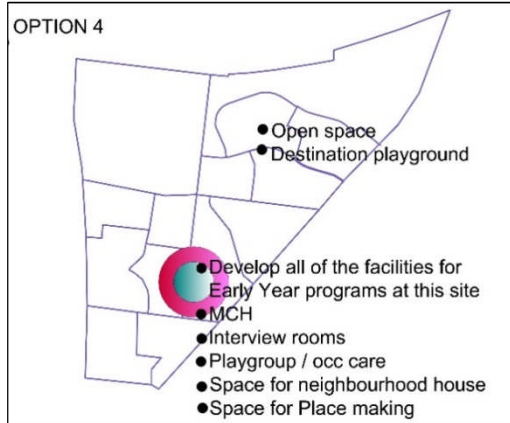 OPTION 4
● Open space
● Destination playground
● Develop all of the facilities for
Early Year programs at this site
● MCH
● Interview rooms
● Playgroup / occ care
● Space for neighbourhood house
● Space for Place making